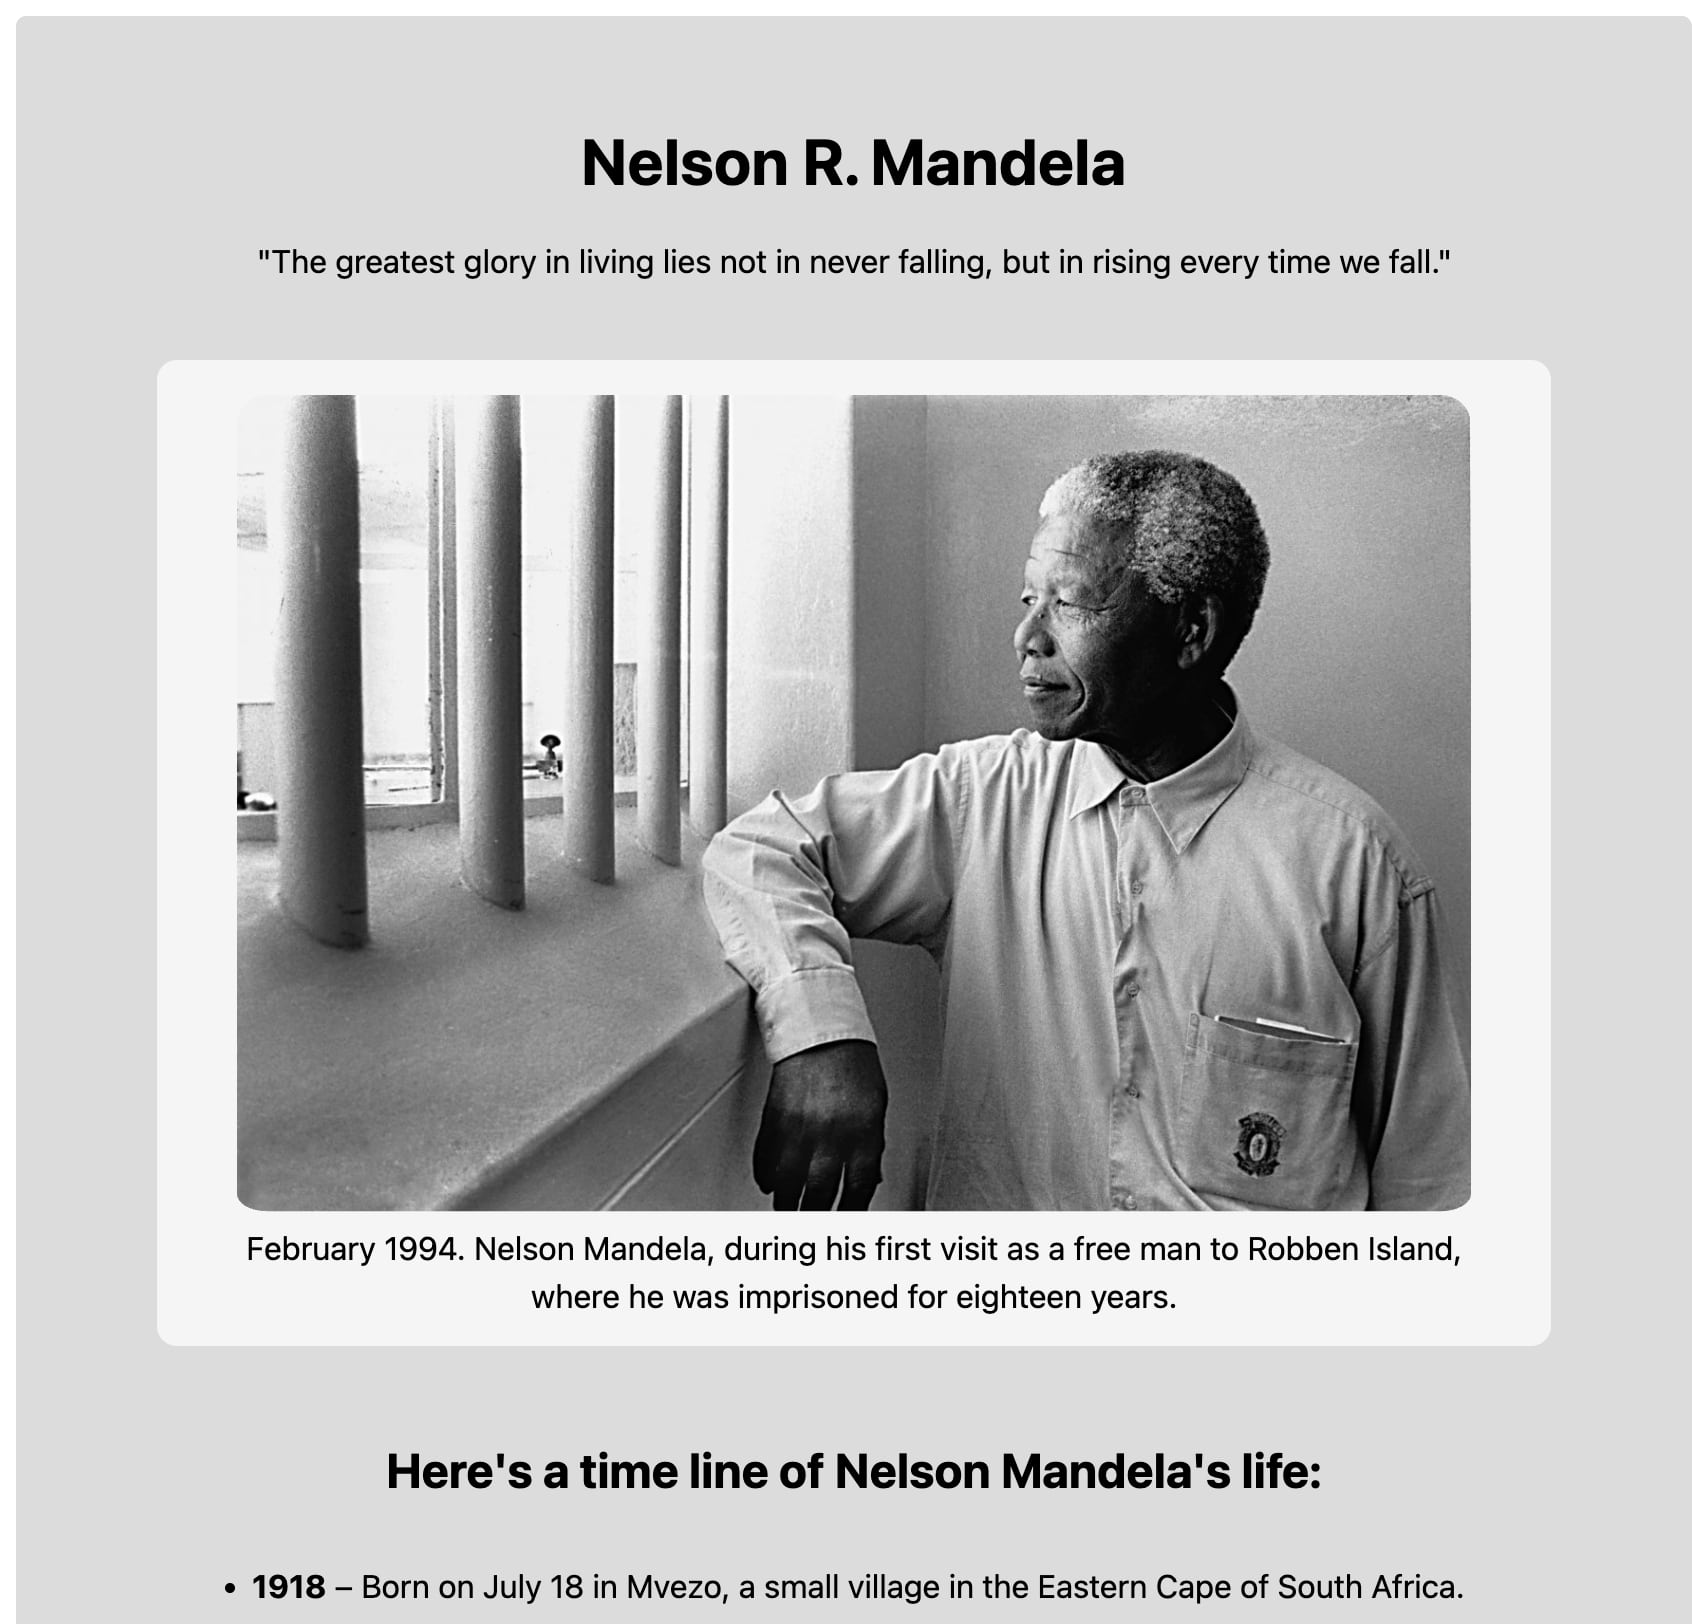 Nelson R. Mandela
"The greatest glory in living lies not in never falling, but in rising every time we fall."
February 1994. Nelson Mandela, during his first visit as a free man to Robben Island,
where he was imprisoned for eighteen years.
Here's a time line of Nelson Mandela's life:
• 1918 – Born on July 18 in Mvezo, a small village in the Eastern Cape of South Africa.